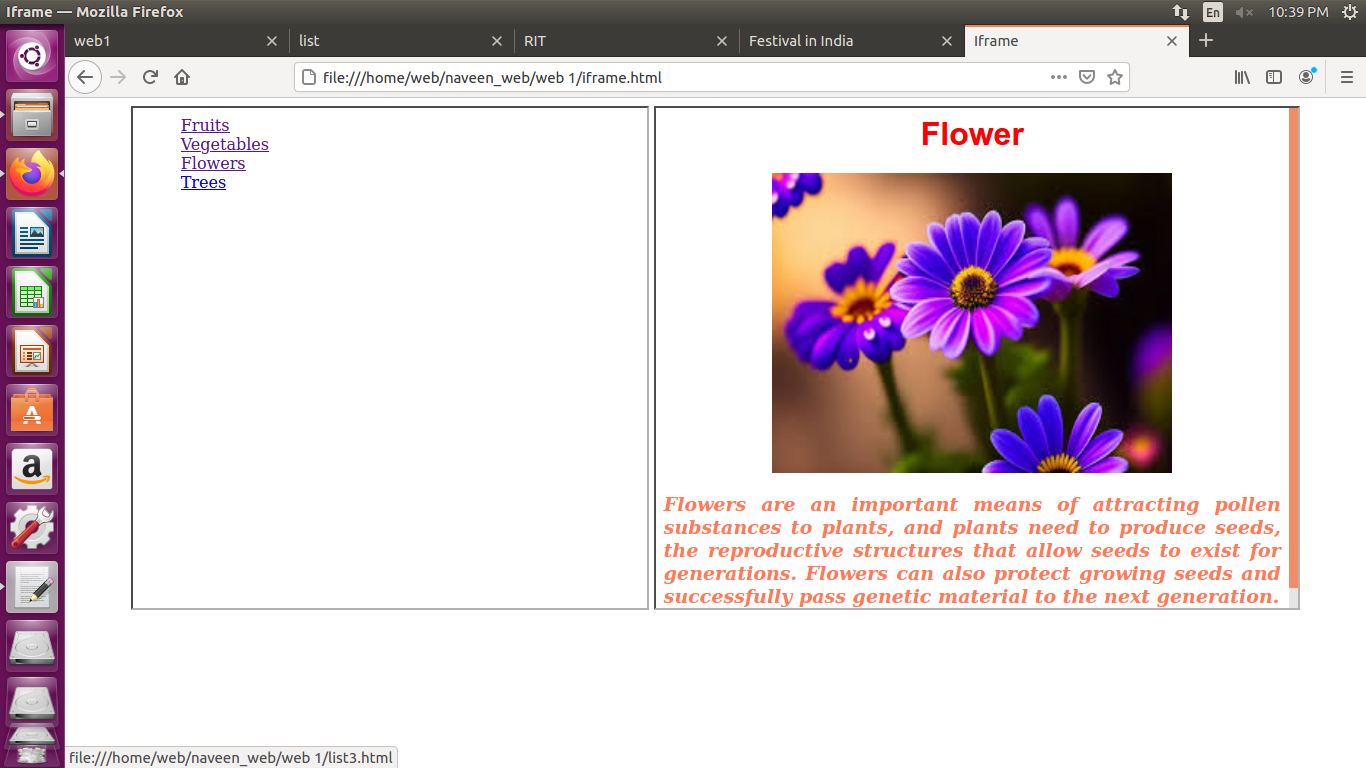 Iframe — Mozilla Firefox
En
10:39 PM
web1
list
RIT
Festival in India
Iframe
file:///home/web/naveen_web/web 1/iframe.html
Fruits
Vegetables
Flowers
Trees
Flower
Flowers are an important means of attracting pollen
substances to plants, and plants need to produce seeds,
the reproductive structures that allow seeds to exist for
generations. Flowers can also protect growing seeds and
successfully pass genetic material to the next generation.
file:///home/web/naveen_web/web 1/list3.html